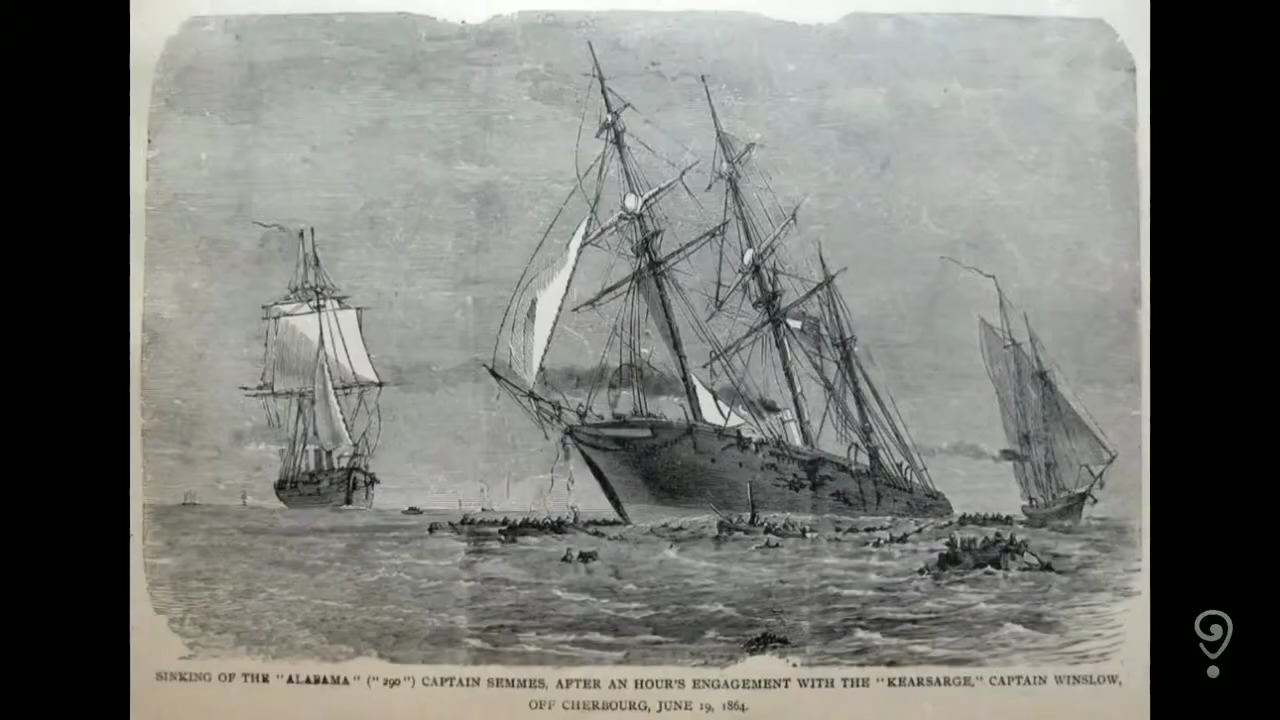 SINKING OF THE "ALABAMA" ("290") CAPTAIN SEMMES, AFTER AN HOUR'S ENGAGEMENT WITH THE "KEARSARGE," CAPTAIN WINSLOW,
OFF CHERBOURG, JUNE 19, 1864.